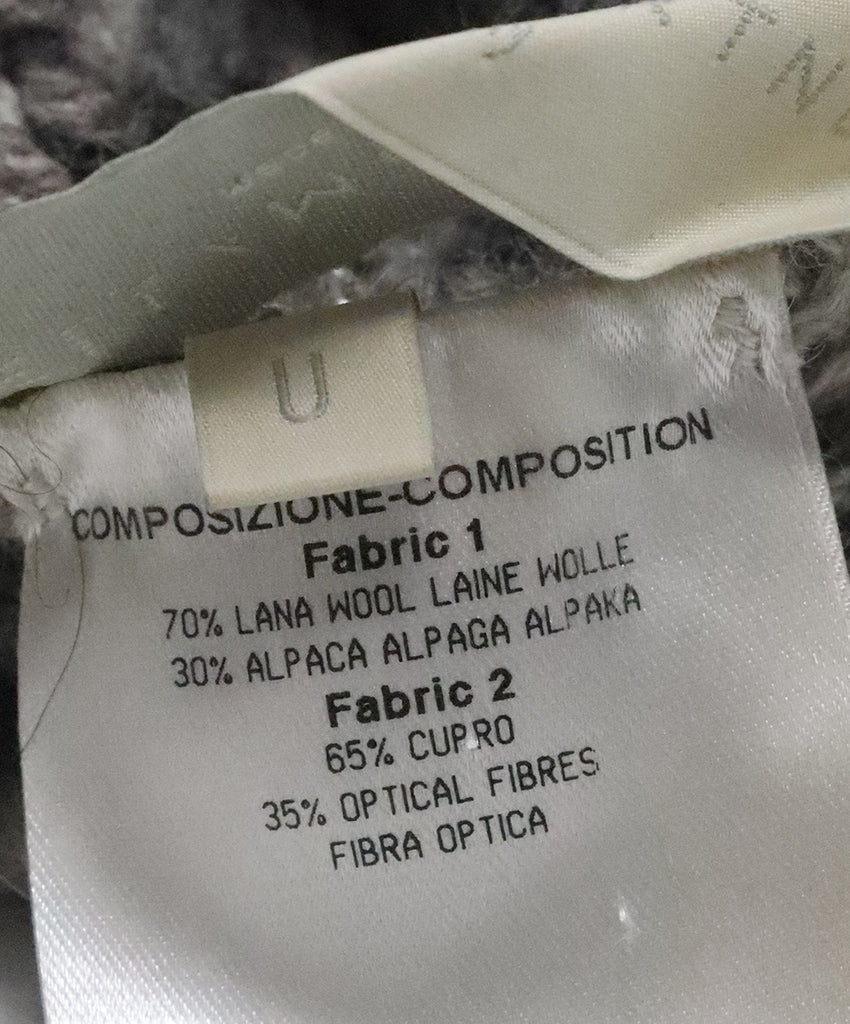 U
COMPOSIZIONE-COMPOSITION
Fabric 1
70% LANA WOOL LAINE WOLLE
30% ALPACA ALPAGA ALPAKA
Fabric 2
65% CUPRO
35% OPTICAL FIBRES
FIBRA OPTICA